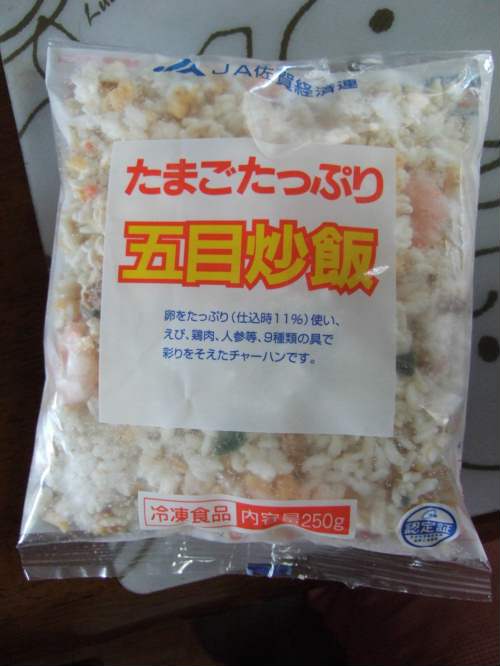 JA佐賀経済連
たまごたっぷり
五目炒飯
卵をたっぷり(仕込時11%)使い、
えび、鶏肉、人参等、9種類の具で
彩りをそえたチャーハンです。
冷凍食品 内容量250g
認定証